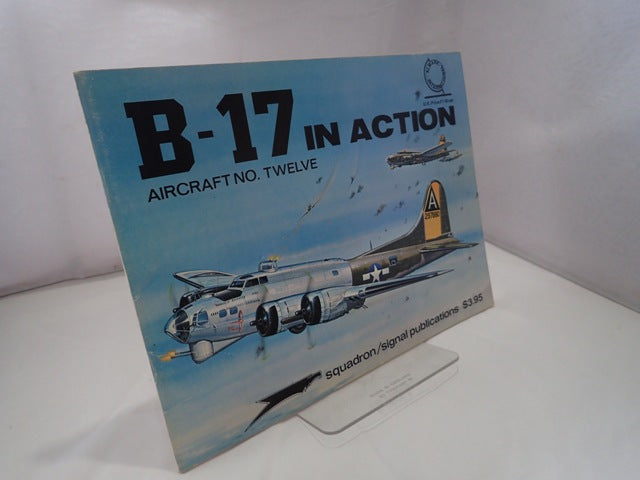 B-17 IN ACTION
AIRCRAFT NO. TWELVE
A
squadron/signal publications $3.95